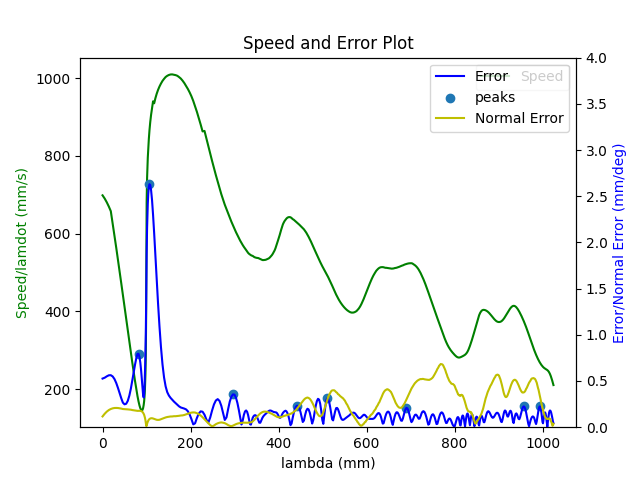 Speed and Error Plot
Error
Speed
peaks
Normal Error
1000
800
600
400
200
4.0
3.5
3.0
2.5
2.0
1.5
1.0
0.5
0.0
0 200 400 600 800 1000
lambda (mm)
Speed/lamdot (mm/s)
Error/Normal Error (mm/deg)